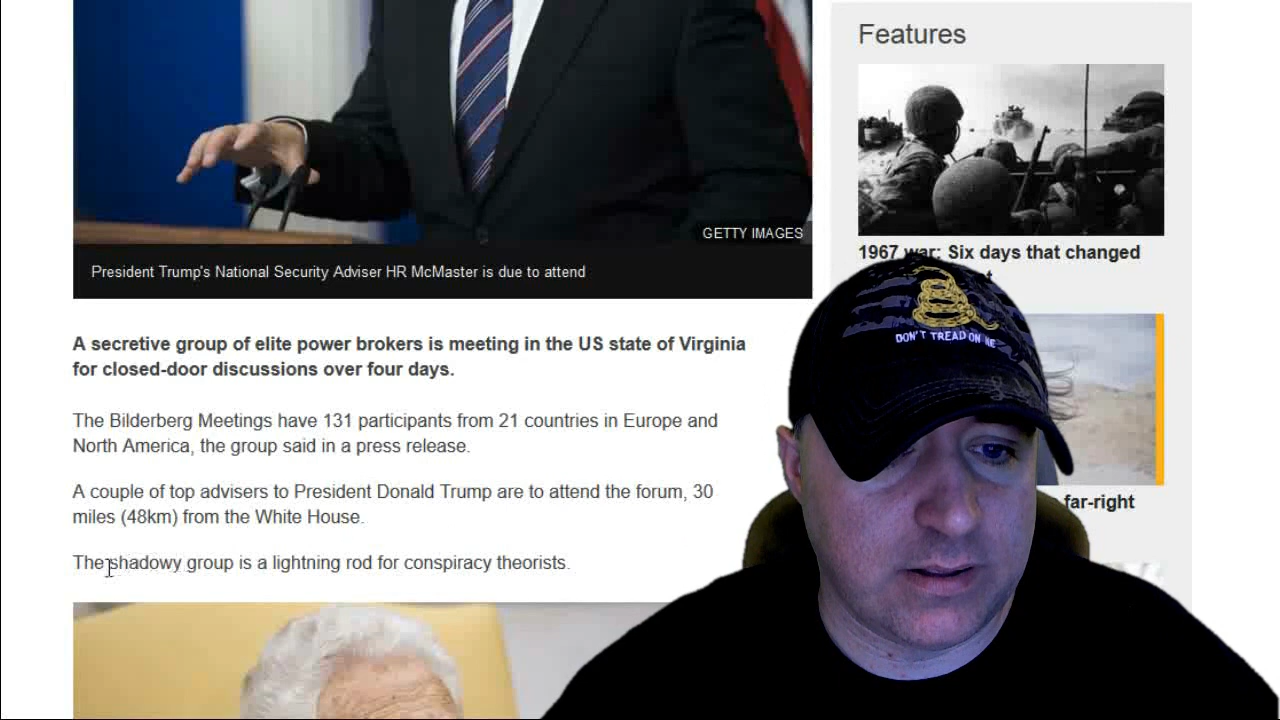 Features
GETTY IMAGES
President Trump's National Security Adviser HR McMaster is due to attend
1967 war: Six days that changed
DON'T TREAD ON ME
A secretive group of elite power brokers is meeting in the US state of Virginia
for closed-door discussions over four days.
The Bilderberg Meetings have 131 participants from 21 countries in Europe and
North America, the group said in a press release.
A couple of top advisers to President Donald Trump are to attend the forum, 30
miles (48km) from the White House.
far-right
The shadowy group is a lightning rod for conspiracy theorists.